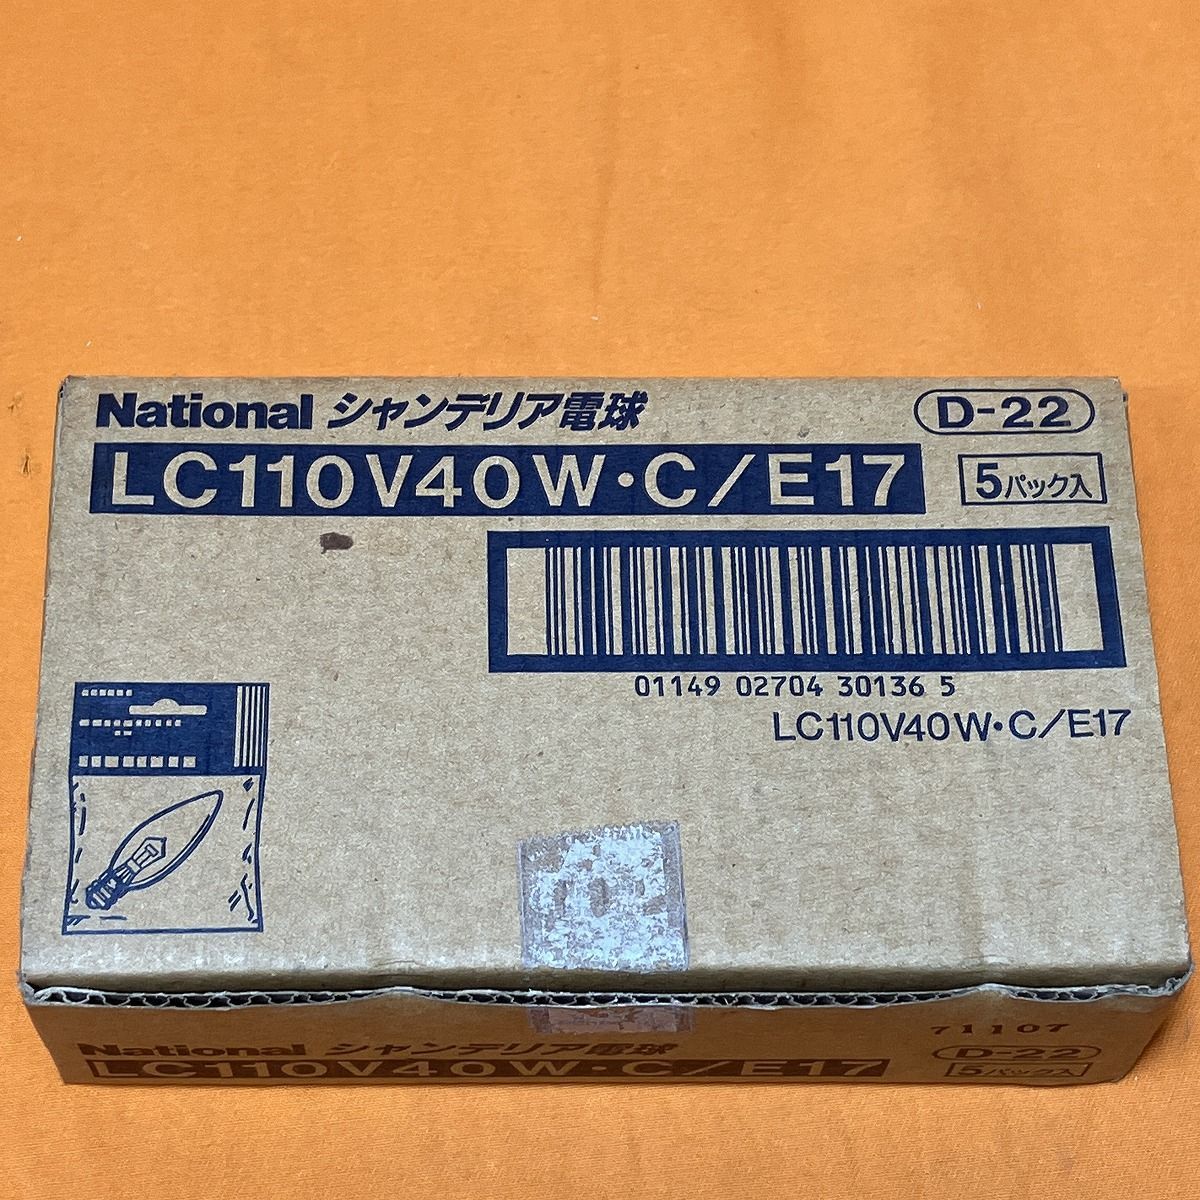 National シャンデリア電球
D-22
LC110V40W・C/E17
5パック入
01149 02704 30136 5
LC110V40W・C/E17
71107
National シャンデリア電球
D-22
LC110V40W・C/E17
5パック入